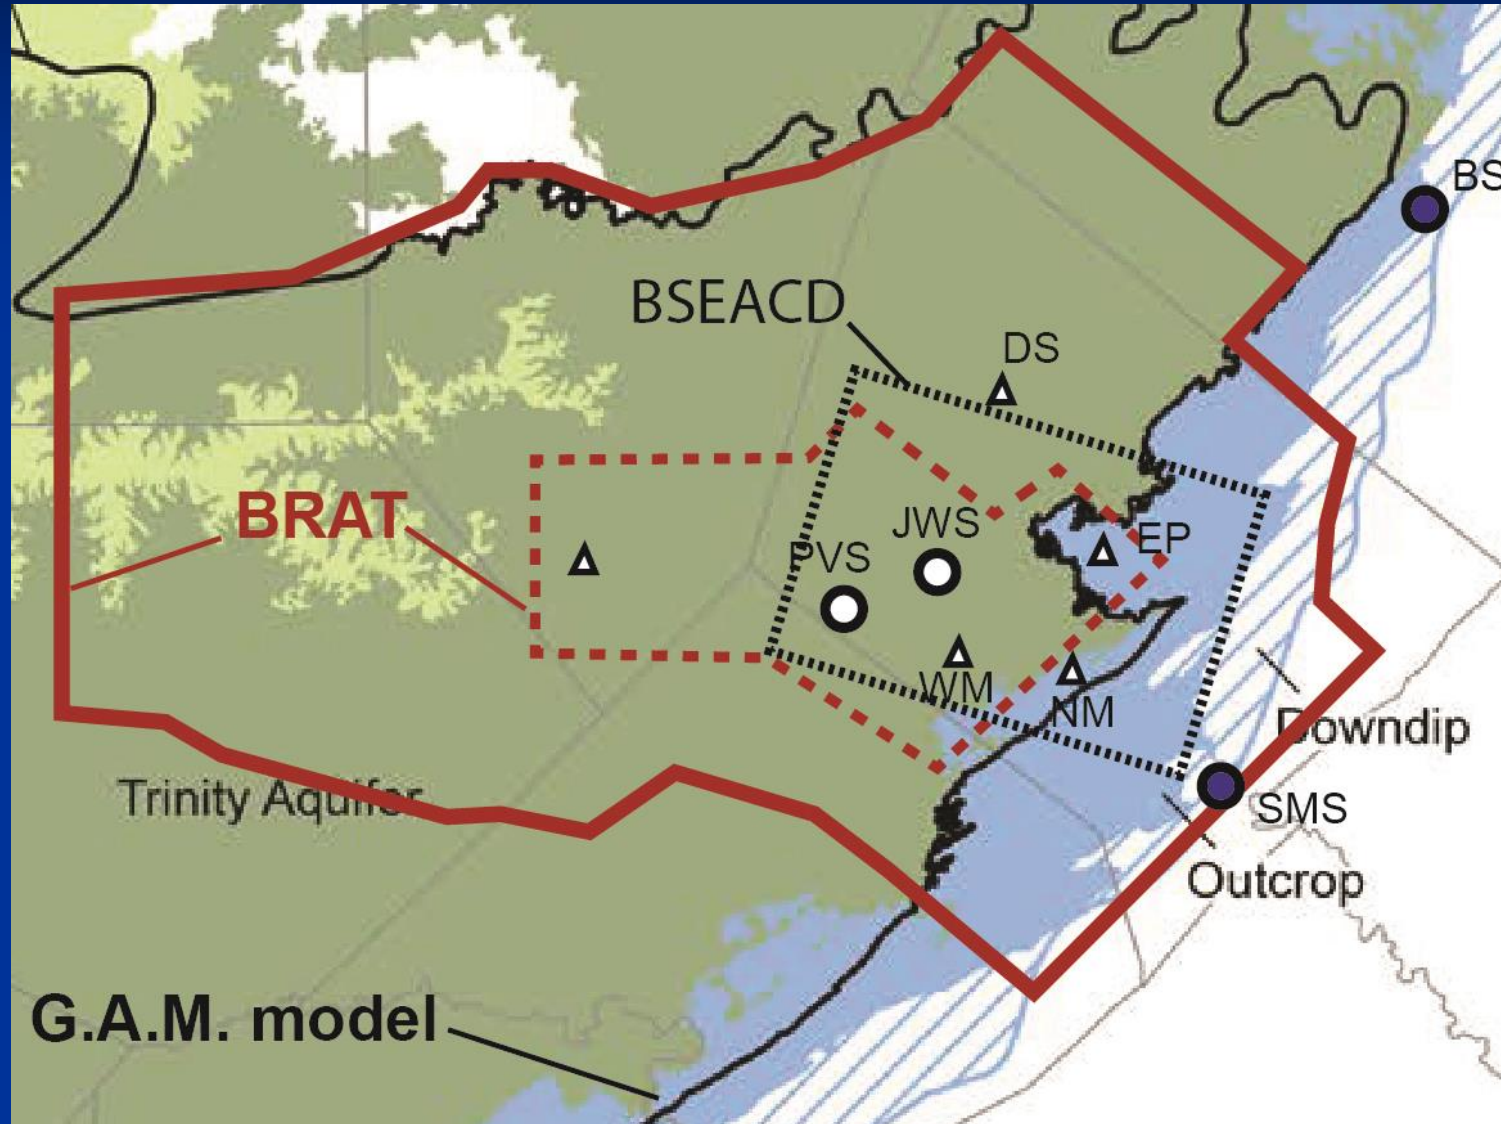 BS
BSEACD
DS
BRAT
JWS
EP
PVS
WM
NM
Downdip
Trinity Aquifer
SMS
Outcrop
G.A.M. model